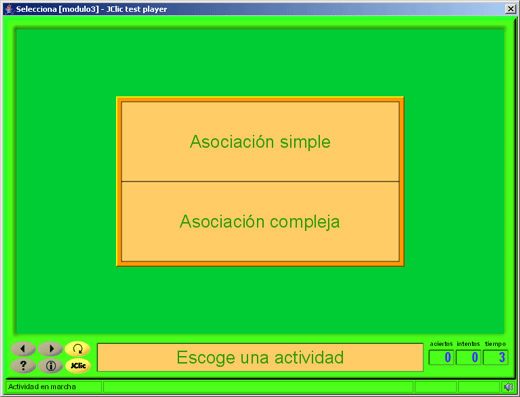 Selecciona [modulo3] - JClic test player
Asociación simple
Asociación compleja
Escoge una actividad
aciertos intentos tiempo
0 0 3
? i JClic
Actividad en marcha